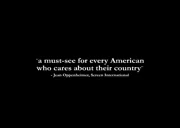 "a must-see for every American
who cares about their country"
- Jean Oppenheimer, Screen International